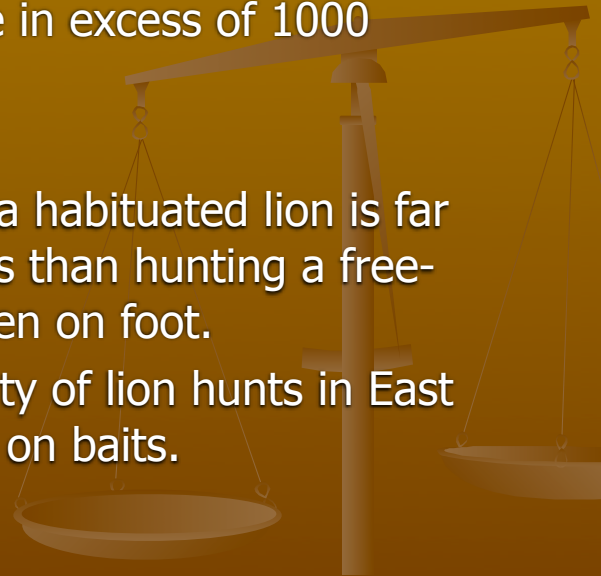 e in excess of 1000
a habituated lion is far
s than hunting a free-
en on foot.
ty of lion hunts in East
on baits.